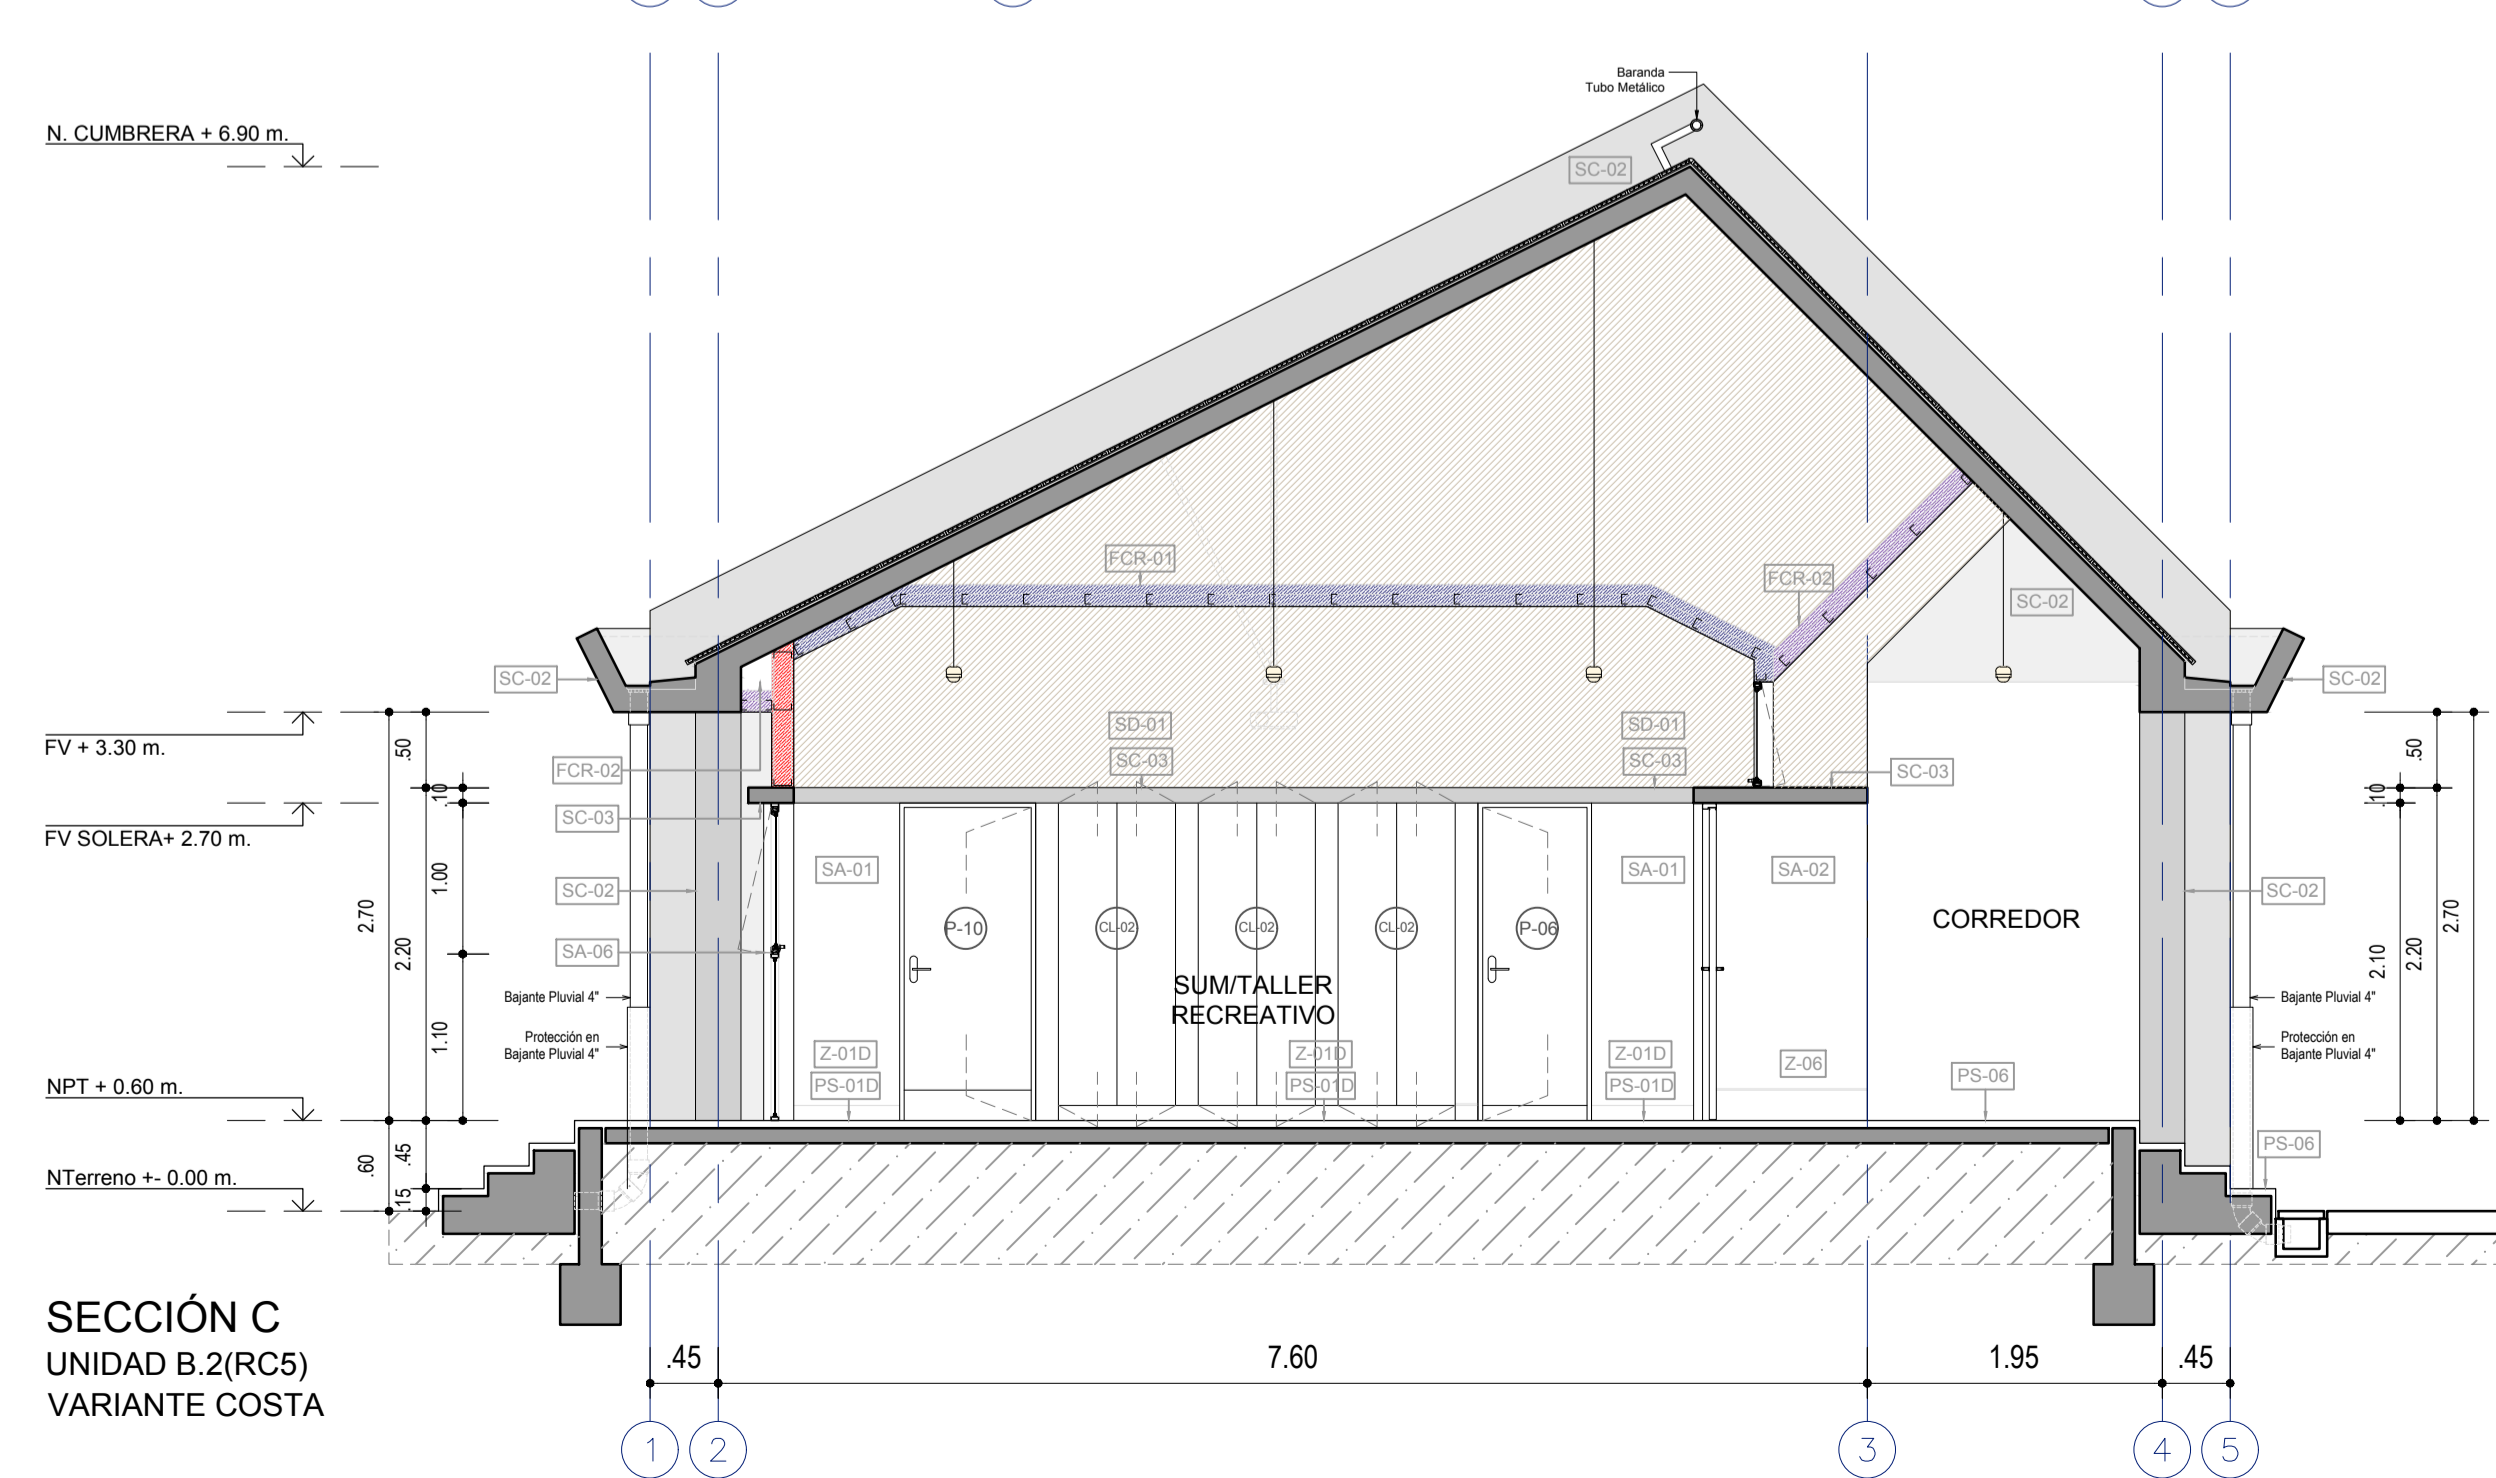 Baranda
Tubo Metálico
N. CUMBRERA + 6.90 m.
SC-02
FCR-01
FCR-02
SC-02
SC-02
SC-02
FV + 3.30 m.
.50
SD-01
SD-01
.50
FCR-02
SC-03
SC-03
SC-03
.10
.10
FV SOLERA+ 2.70 m.
SC-03
2.70
2.20
1.00
SC-02
SA-01
SA-01
SA-02
SC-02
P-10
CL-02
CL-02
CL-02
P-06
CORREDOR
2.10
2.20
2.70
SA-06
SUM/TALLER
RECREATIVO
Bajante Pluvial 4"
Bajante Pluvial 4"
1.10
Protección en
Bajante Pluvial 4"
Protección en
Bajante Pluvial 4"
Z-01D
Z-01D
Z-01D
Z-06
NPT + 0.60 m.
PS-01D
PS-01D
PS-01D
PS-06
.60
.45
.15
PS-06
NTerreno +- 0.00 m.
SECCIÓN C
UNIDAD B.2(RC5)
VARIANTE COSTA
.45
7.60
1.95
.45
1
2
3
4
5